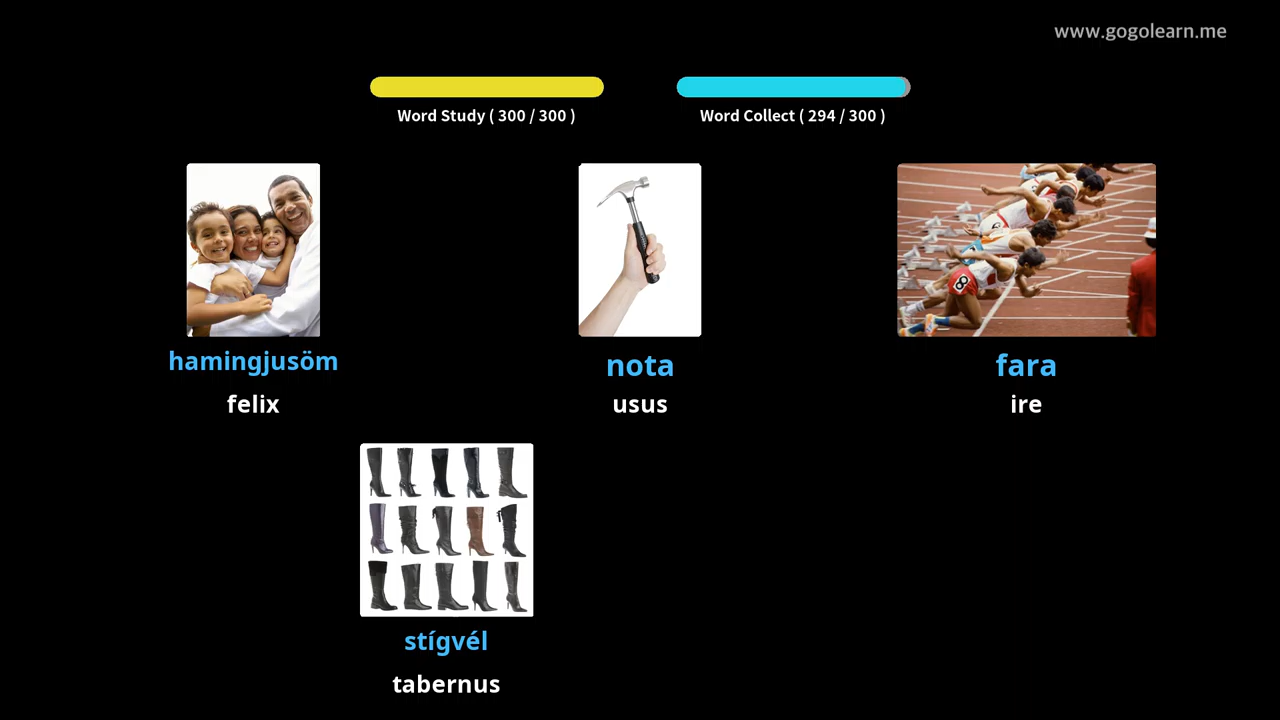 www.gogolearn.me
Word Study ( 300 / 300 )
Word Collect ( 294 / 300 )
hamingjusöm
felix
nota
usus
fara
ire
8
stígvél
tabernus